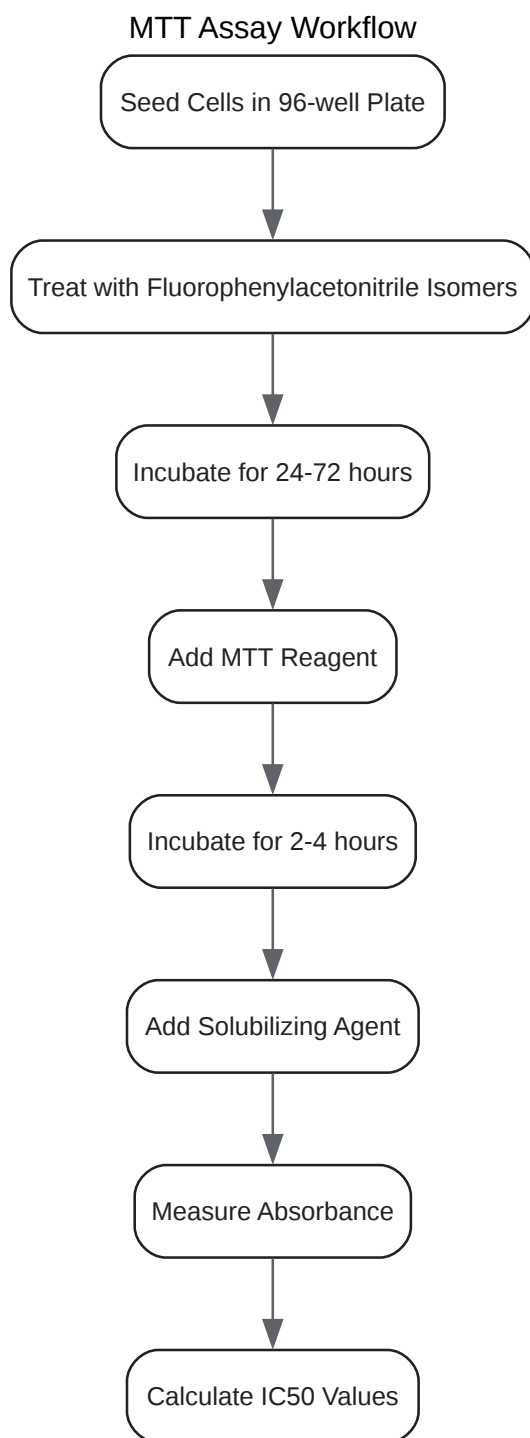 MTT Assay Workflow
Seed Cells in 96-well Plate
Treat with Fluorophenylacetonitrile Isomers
Incubate for 24-72 hours
Add MTT Reagent
Incubate for 2-4 hours
Add Solubilizing Agent
Measure Absorbance
Calculate IC50 Values